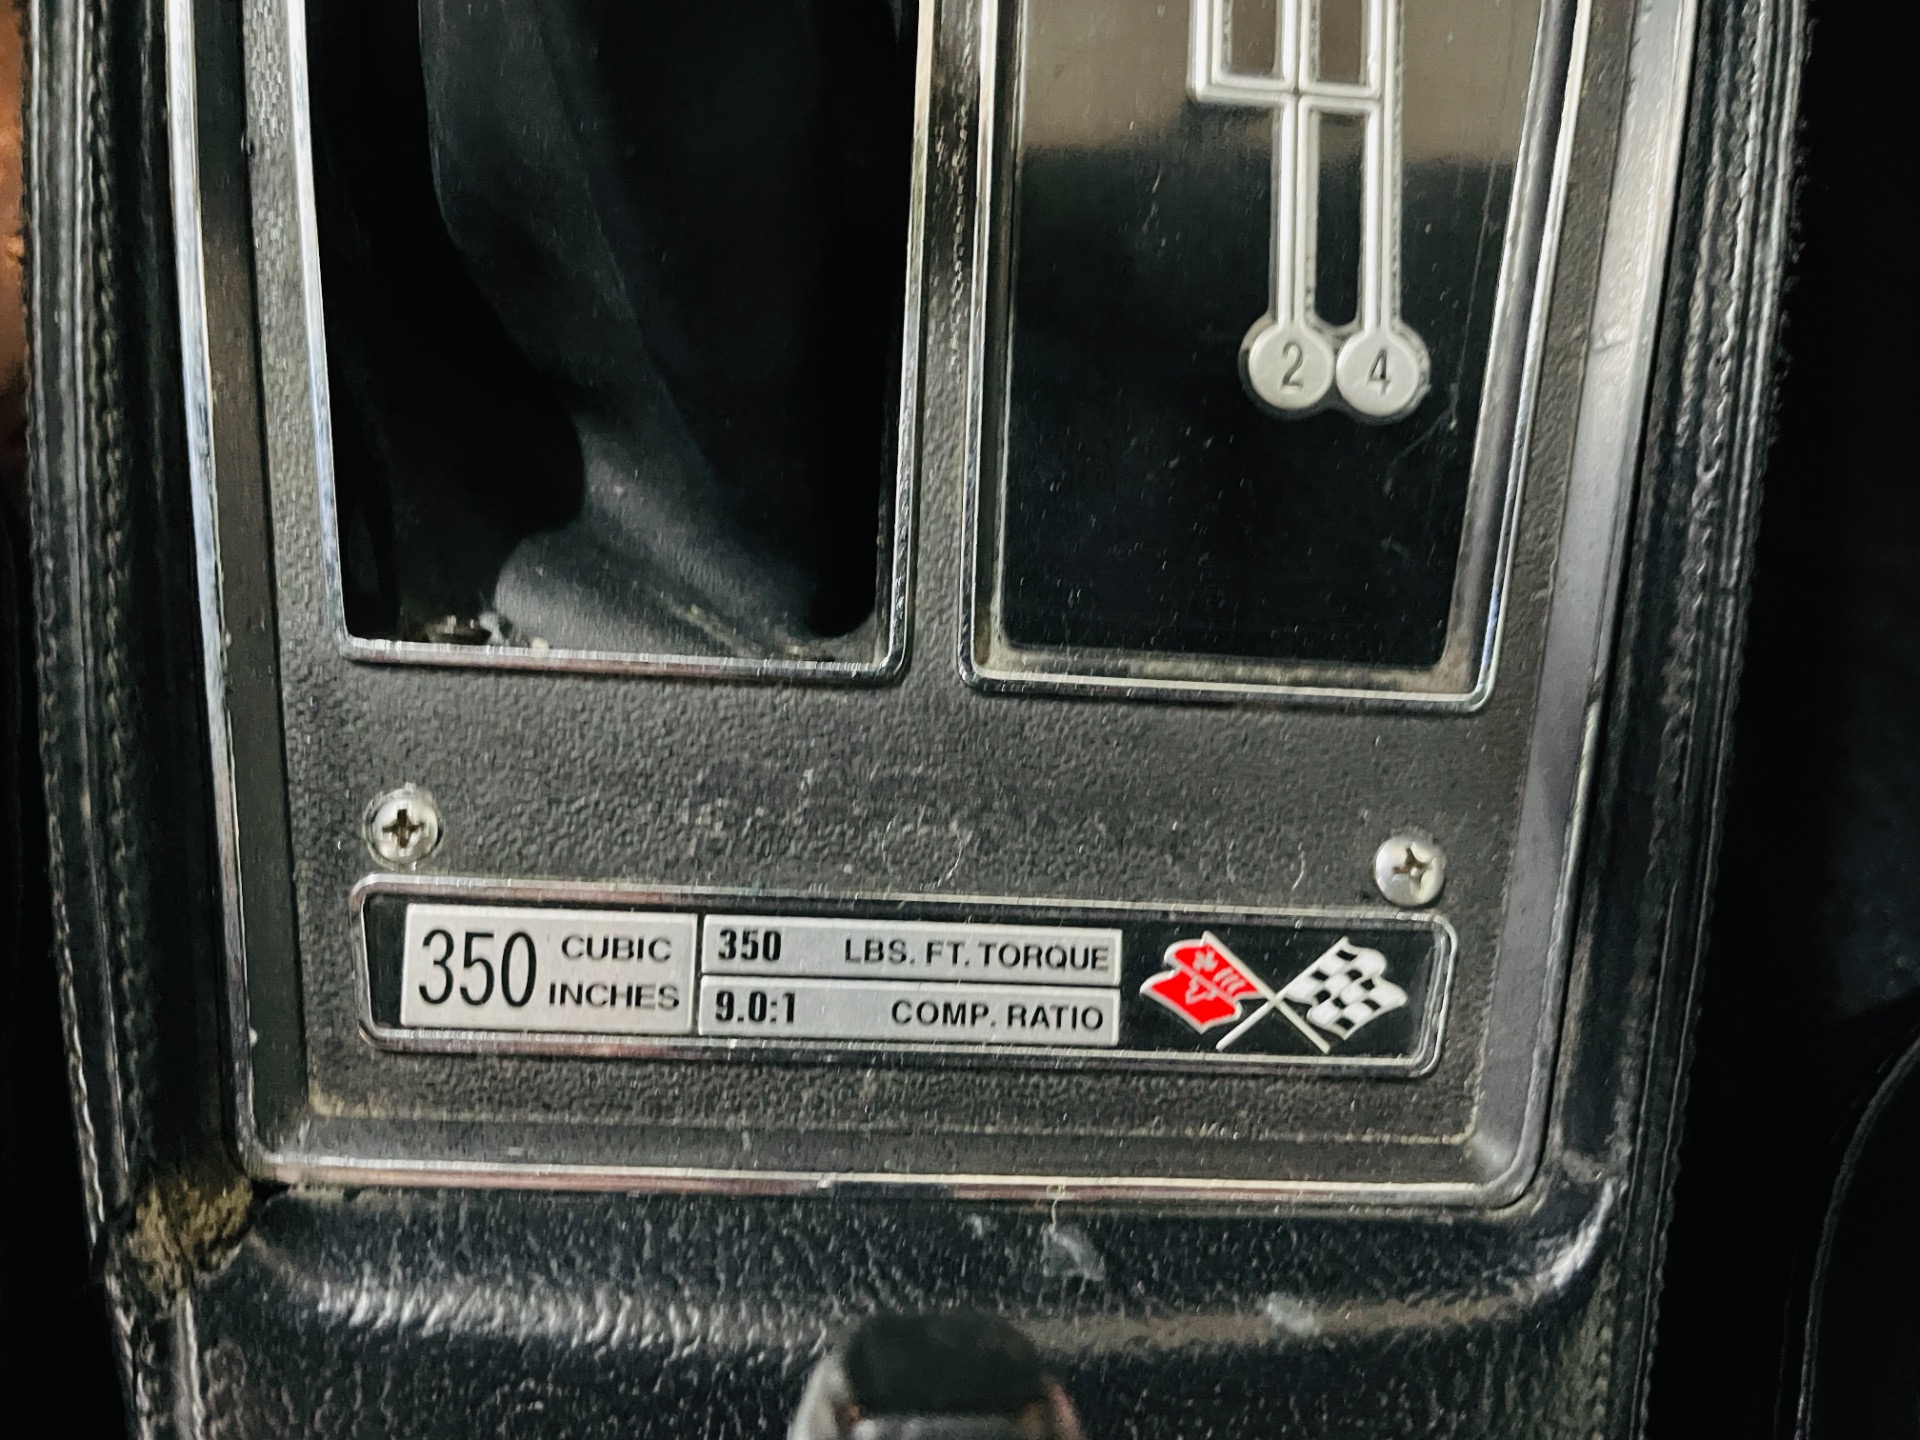 2 4
350 CUBIC INCHES
350 LBS. FT. TORQUE
9.0:1 COMP. RATIO